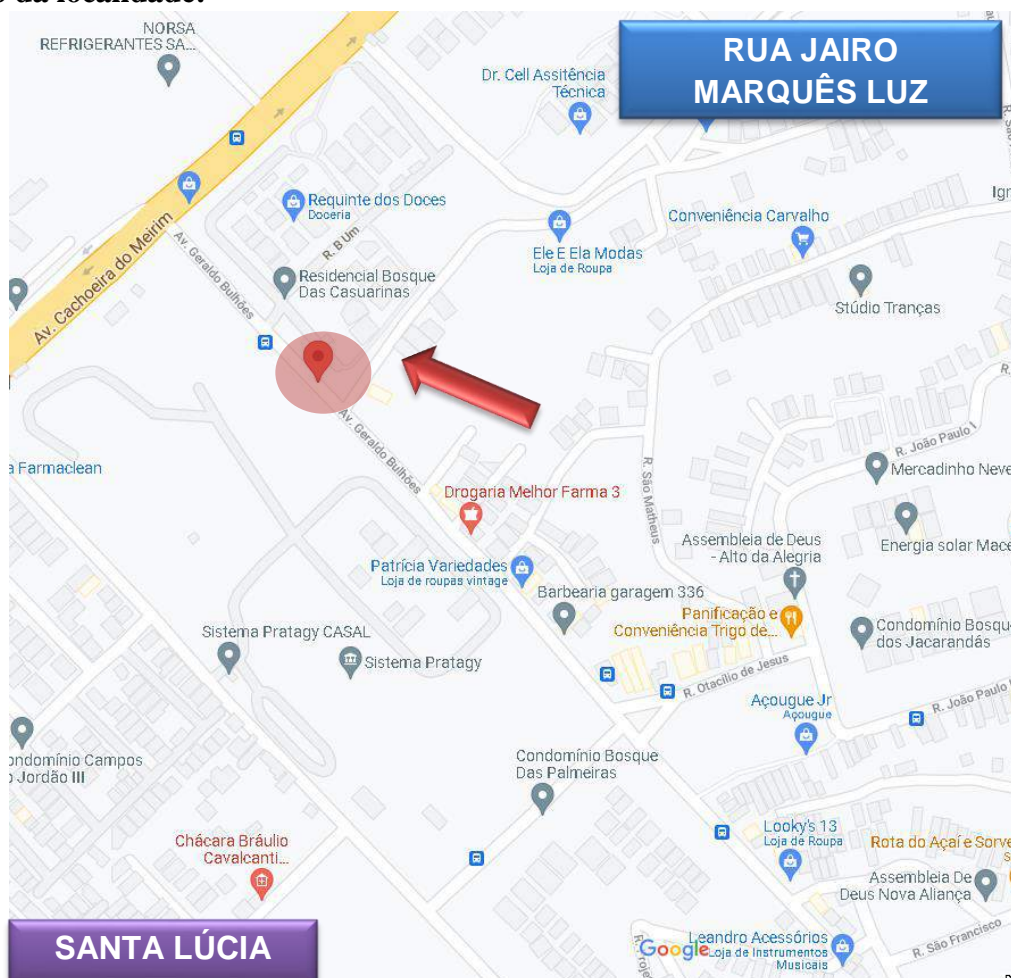 da localidade.
NORSA
REFRIGERANTES SA...
RUA JAIRO
MARQUÊS LUZ
Dr. Cell Assitência
Técnica
Requinte dos Doces
Doceria
R. B Um
Av. Cachoeira do Meirim
Av. Geraldo Bulhões
Ele E Ela Modas
Loja de Roupa
Conveniência Carvalho
Residencial Bosque
Das Casuarinas
Stúdio Tranças
Av. Geraldo Bulhões
R. João Paulo I
Farmaclean
Mercadinho Neve
Drogaria Melhor Farma 3
R. São Matheus
Assembleia de Deus
- Alto da Alegria
Energia solar Mace
Patrícia Variedades
Loja de roupas vintage
Barbearia garagem 336
Panificação e
Conveniência Trigo de...
Condomínio Bosque
dos Jacarandás
Sistema Pratagy CASAL
Sistema Pratagy
R. Otacílio de Jesus
Açougue Jr
Açougue
R. João Paulo
ondomínio Campos
Jordão III
Condomínio Bosque
Das Palmeiras
Chácara Bráulio
Cavalcanti...
Looky's 13
Loja de Roupa
Rota do Açaí e Sorve
Assembleia De
Deus Nova Aliança
SANTA LÚCIA
Leandro Acessórios
Loja de Instrumentos
Musicais
Google
R. São Francisco